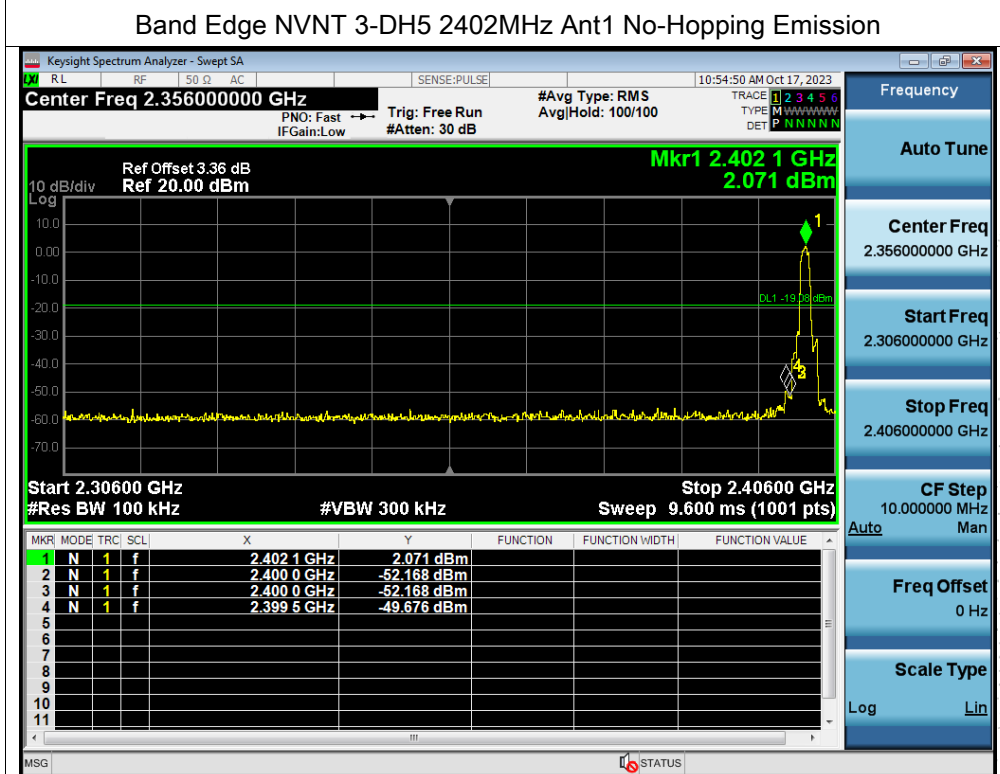 Band Edge NVNT 3-DH5 2402MHz Ant1 No-Hopping Emission
Keysight Spectrum Analyzer - Swept SA
LXI RL RF 50 Ω AC SENSE:PULSE 10:54:50 AM Oct 17, 2023
Center Freq 2.356000000 GHz #Avg Type: RMS TRACE 1 2 3 4 5 6
PNO: Fast Trig: Free Run Avg|Hold: 100/100 TYPE M WWWWW
IFGain:Low #Atten: 30 dB DET P N N N N N
Ref Offset 3.36 dB Mkr1 2.402 1 GHz
10 dB/div Ref 20.00 dBm 2.071 dBm
Log
10.0
0.00
-10.0
-20.0
-30.0
-40.0
-50.0
-60.0
-70.0
1
DL1 -19.08 dBm
4
Start 2.30600 GHz Stop 2.40600 GHz
#Res BW 100 kHz #VBW 300 kHz Sweep 9.600 ms (1001 pts)
MKR MODE TRC SCL X Y FUNCTION FUNCTION WIDTH FUNCTION VALUE
1 N 1 f 2.402 1 GHz 2.071 dBm
2 N 1 f 2.400 0 GHz -52.168 dBm
3 N 1 f 2.400 0 GHz -52.168 dBm
4 N 1 f 2.399 5 GHz -49.676 dBm
5
6
7
8
9
10
11
MSG STATUS
Frequency
Auto Tune
Center Freq
2.356000000 GHz
Start Freq
2.306000000 GHz
Stop Freq
2.406000000 GHz
CF Step
10.000000 MHz
Auto Man
Freq Offset
0 Hz
Scale Type
Log Lin